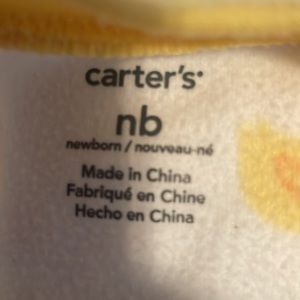 carter's
nb
newborn / nouveau-né
Made in China
Fabriqué en Chine
Hecho en China